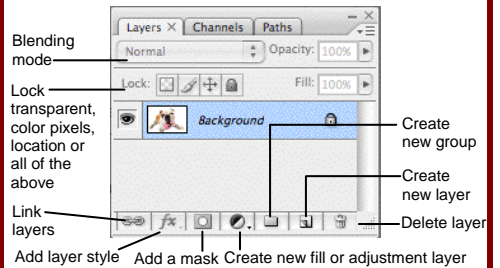 Layers × Channels Paths
Blending
mode
Normal Opacity: 100%
Lock: Fill: 100%
Lock
transparent,
color pixels,
location or
all of the
above
Background
Create
new group
Create
new layer
Link
layers
fx.
Delete layer
Add layer style Add a mask Create new fill or adjustment layer